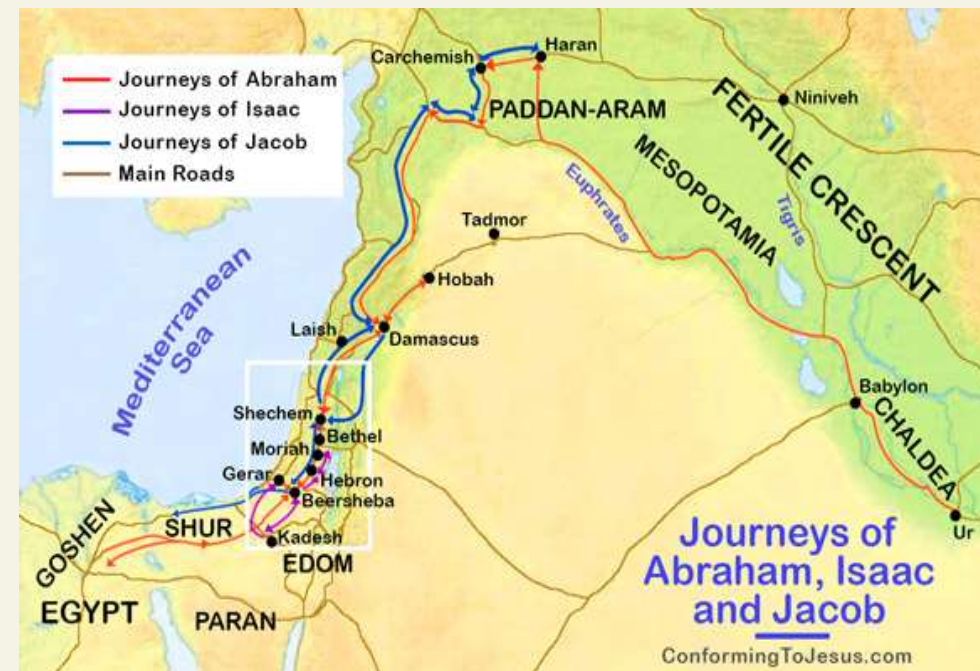 Journeys of Abraham
Journeys of Isaac
Journeys of Jacob
Main Roads
Carchemish
Haran
PADDAN-ARAM
Niniveh
FERTILE CRESCENT
MESOPOTAMIA
Euphrates
Tigris
Tadmor
Hobah
Mediterranean
Sea
Laish
Damascus
Shechem
Bethel
Moriah
Gerar
Hebron
Beersheba
Babylon
CHALDEA
Ur
GOSHEN
SHUR
Kadesh
EDOM
EGYPT
PARAN
Journeys of
Abraham, Isaac
and Jacob
ConformingToJesus.com